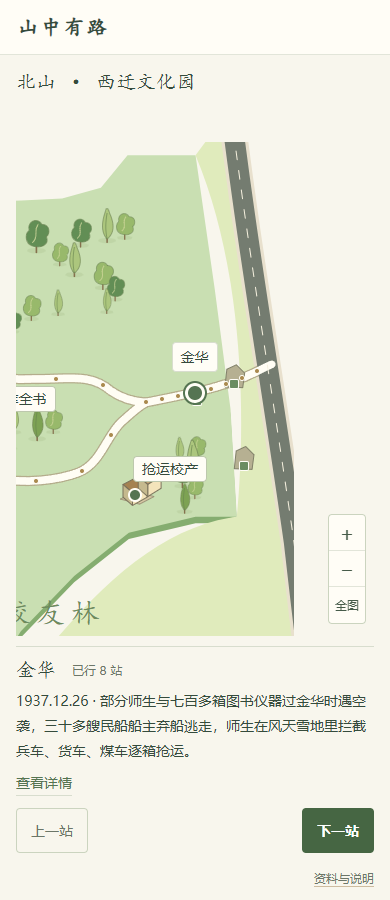 山中有路
北山 • 西迁文化园
金华
全书
抢运校产
友林
+
−
全图
金华 已行 8 站
1937.12.26 · 部分师生与七百多箱图书仪器过金华时遇空
袭，三十多艘民船船主弃船逃走，师生在风天雪地里拦截
兵车、货车、煤车逐箱抢运。
查看详情
上一站
下一站
资料与说明